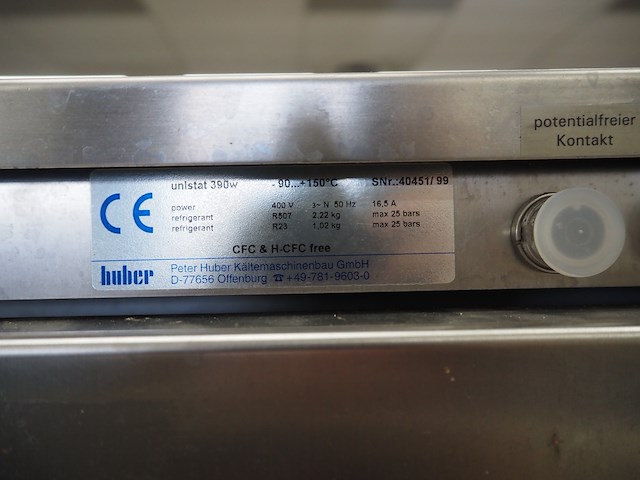 potentialfreier
Kontakt
CE
unistat 390w - 90...+150°C SNr.:40451/ 99
power 400 V 3~ N 50 Hz 16,5 A
refrigerant R507 2.22 kg max 25 bars
refrigerant R23 1,02 kg max 25 bars
CFC & H-CFC free
huber Peter Huber Kältemaschinenbau GmbH
D-77656 Offenburg ☎ +49-781-9603-0